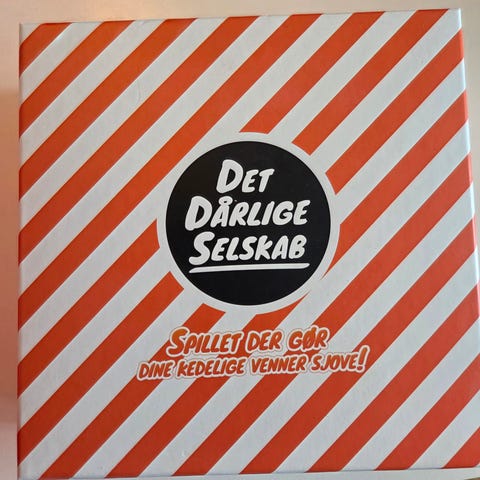 DET
DÅRLIGE
SELSKAB
SPILLET DER GØR
DINE KEDELIGE VENNER SJOVE!